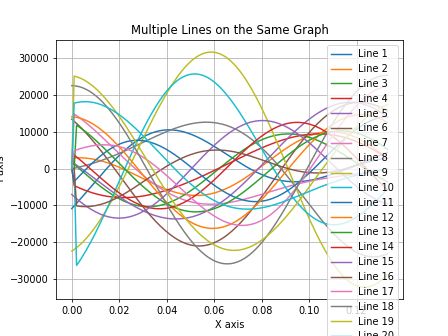 Multiple Lines on the Same Graph
30000
20000
10000
0
−10000
−20000
−30000
0.00
0.02
0.04
0.06
0.08
0.10
X axis
Line 1
Line 2
Line 3
Line 4
Line 5
Line 6
Line 7
Line 8
Line 9
Line 10
Line 11
Line 12
Line 13
Line 14
Line 15
Line 16
Line 17
Line 18
Line 19
Line 20